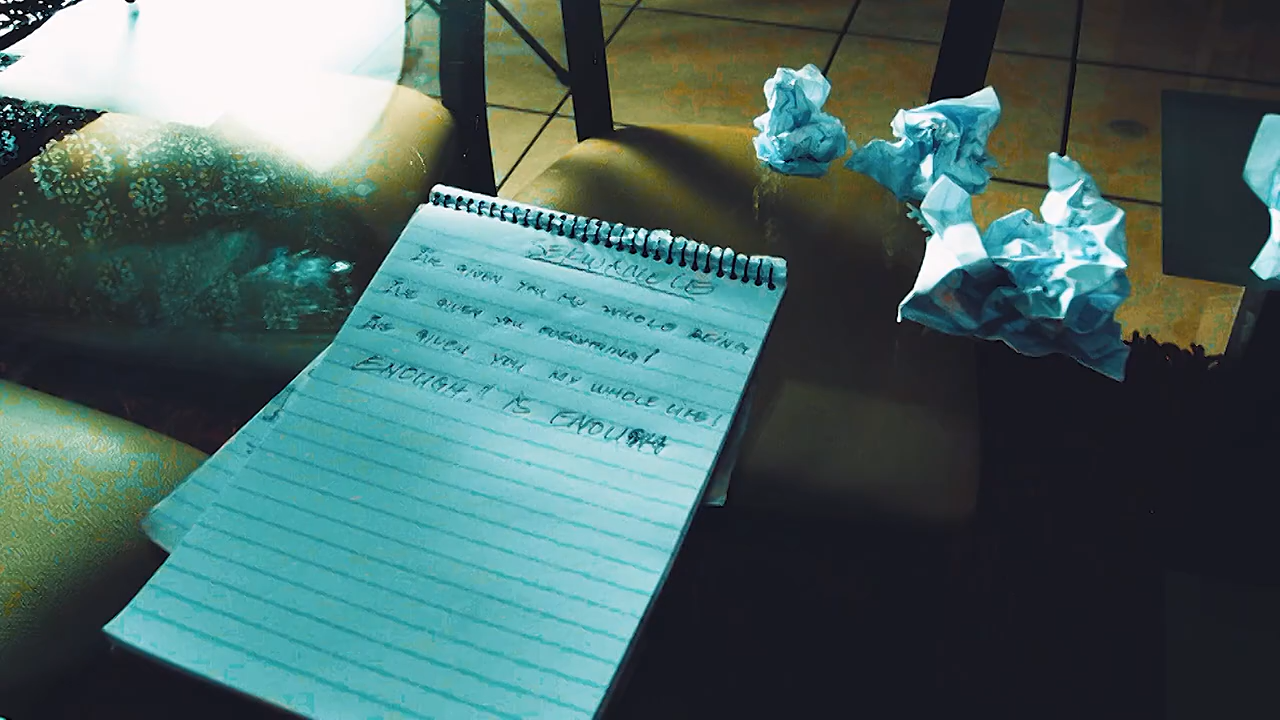 I've GIVEN YOU MY WHOLE BEING
I've GIVEN YOU EVERYTHING!
I've GIVEN YOU MY WHOLE LIFE!
ENOUGH! IS ENOUGH